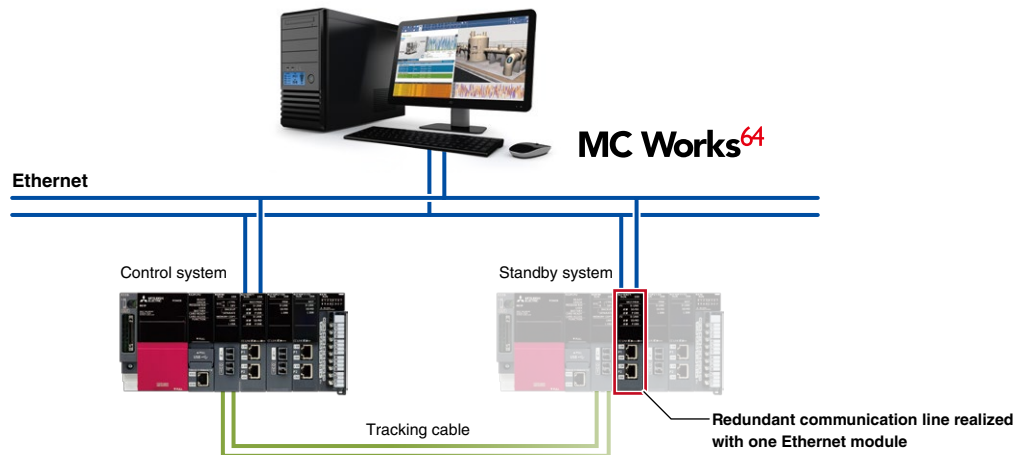 MC Works64
Ethernet
Control system
Standby system
Tracking cable
Redundant communication line realized
with one Ethernet module